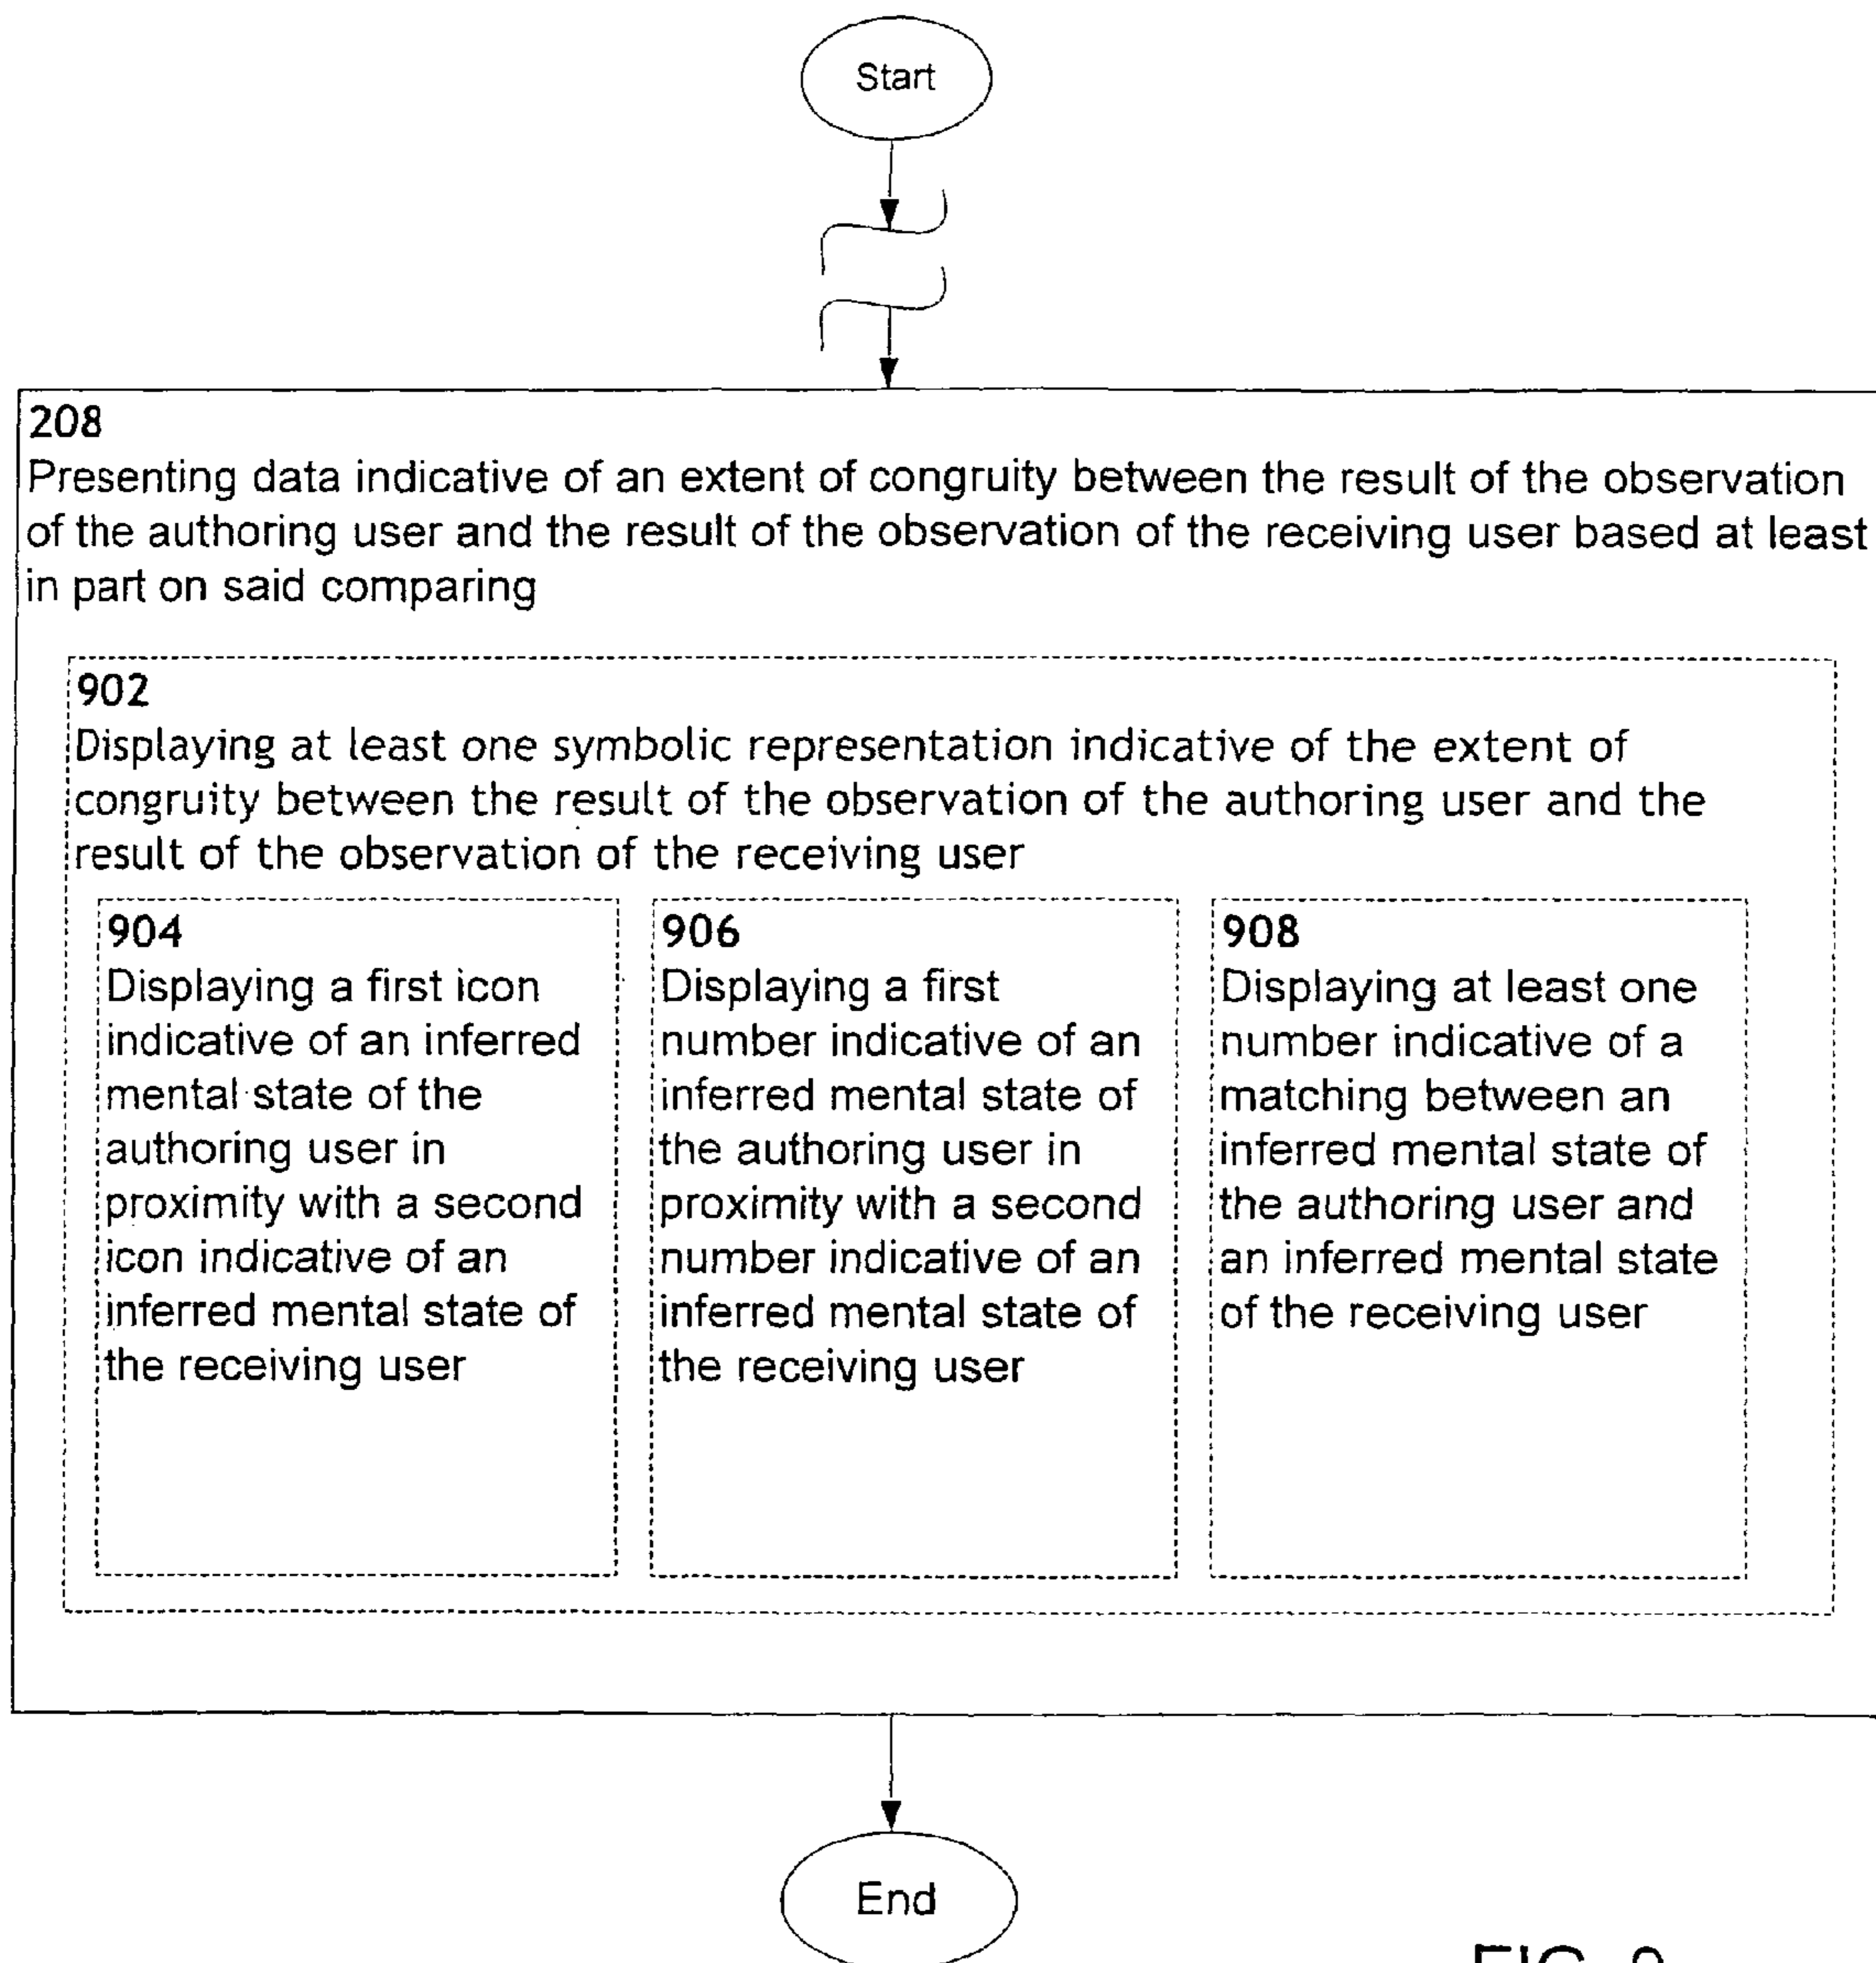 Start
208
Presenting data indicative of an extent of congruity between the result of the observation
of the authoring user and the result of the observation of the receiving user based at least
in part on said comparing
902
Displaying at least one symbolic representation indicative of the extent of
congruity between the result of the observation of the authoring user and the
result of the observation of the receiving user
904
Displaying a first icon
indicative of an inferred
mental state of the
authoring user in
proximity with a second
icon indicative of an
inferred mental state of
the receiving user
906
Displaying a first
number indicative of an
inferred mental state of
the authoring user in
proximity with a second
number indicative of an
inferred mental state of
the receiving user
908
Displaying at least one
number indicative of a
matching between an
inferred mental state of
the authoring user and
an inferred mental state
of the receiving user
End
FIG.